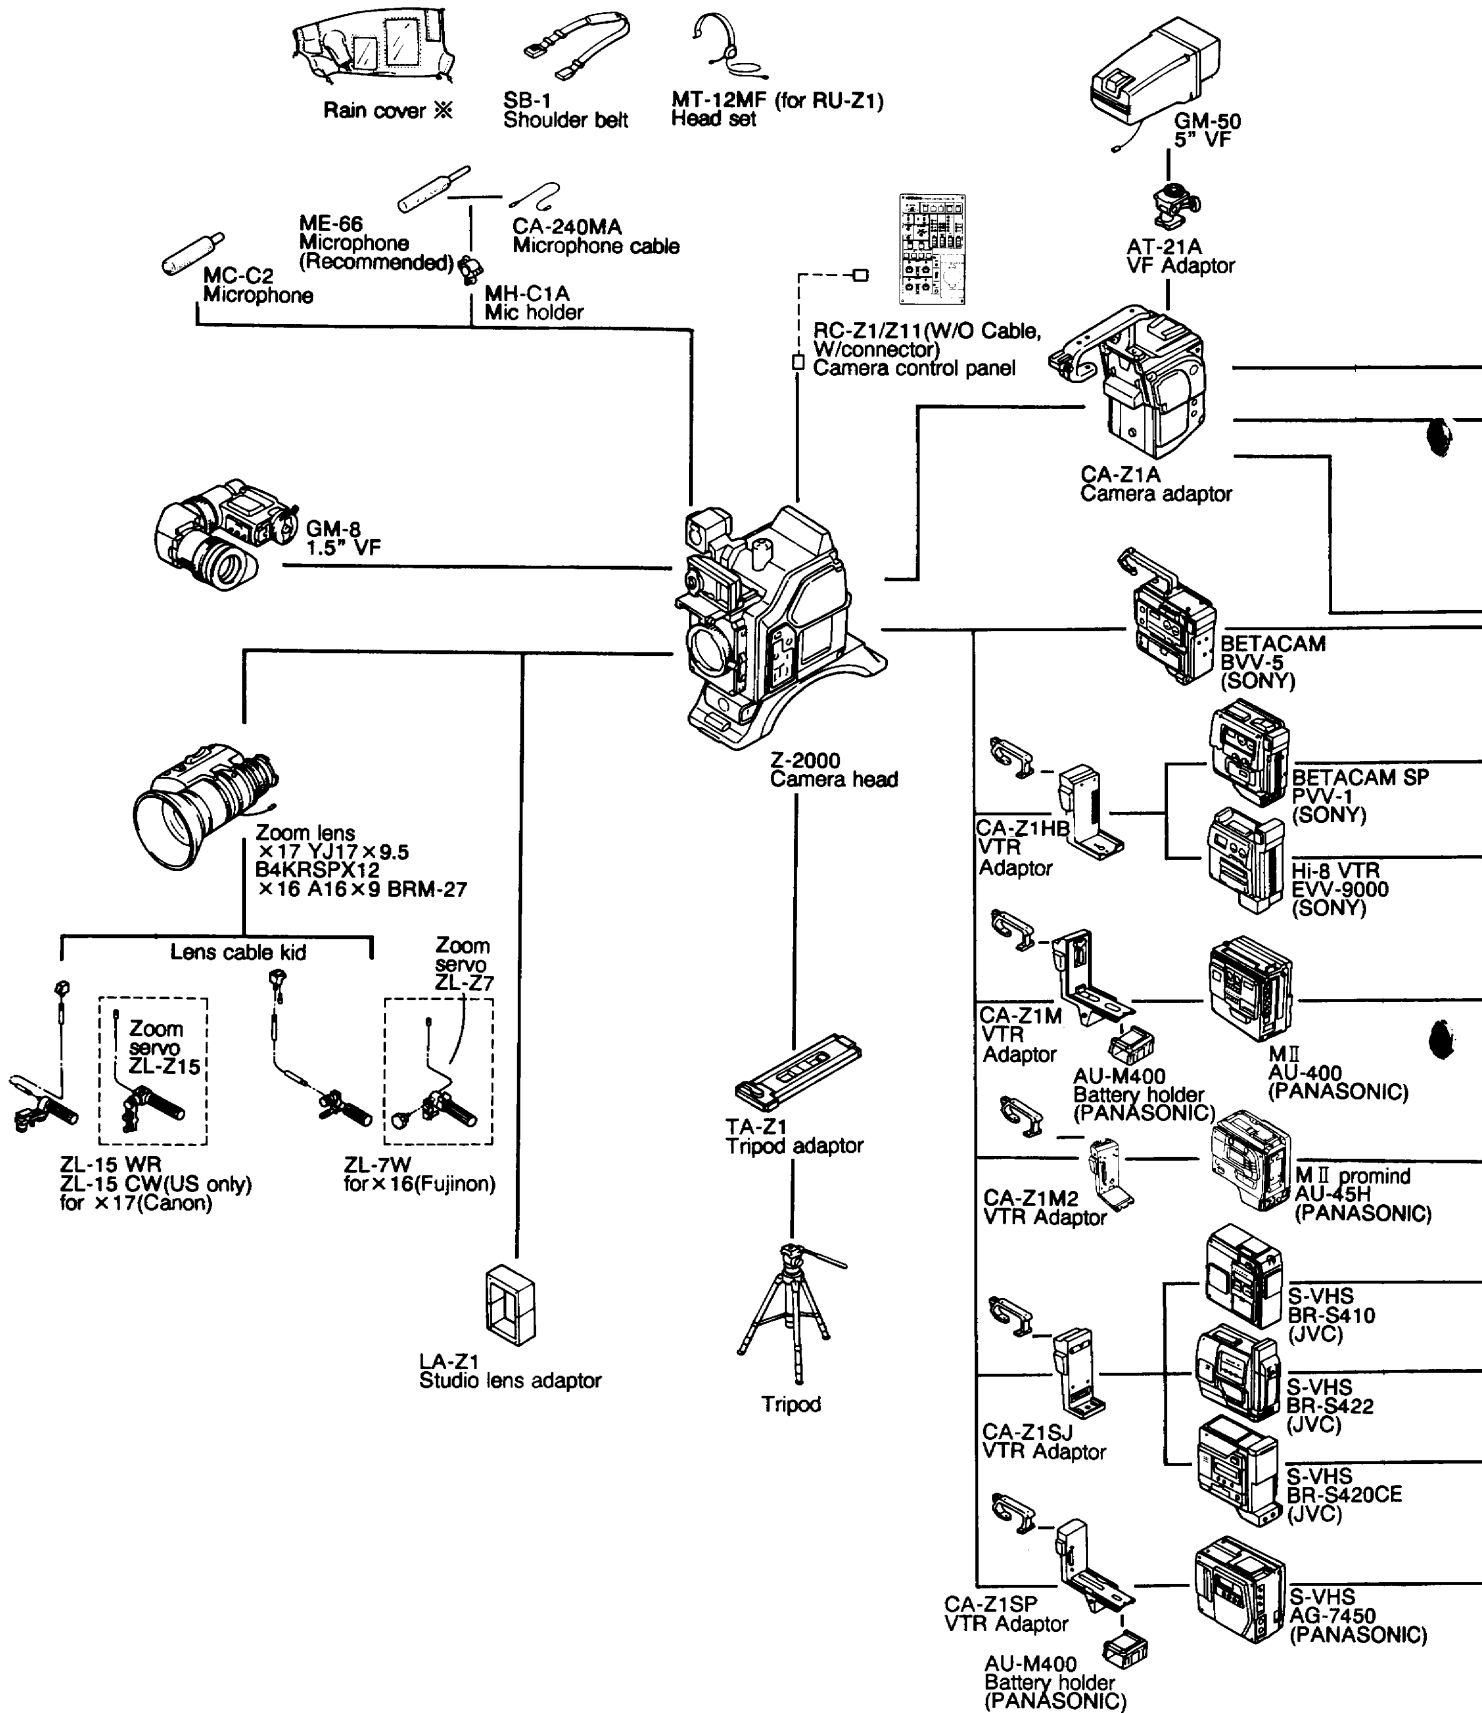 Rain cover ※
SB-1
Shoulder belt
MT-12MF (for RU-Z1)
Head set
GM-50
5" VF
ME-66
Microphone
(Recommended)
CA-240MA
Microphone cable
AT-21A
VF Adaptor
MC-C2
Microphone
MH-C1A
Mic holder
RC-Z1/Z11(W/O Cable,
W/connector)
Camera control panel
CA-Z1A
Camera adaptor
GM-8
1.5" VF
BETACAM
BVV-5
(SONY)
Z-2000
Camera head
BETACAM SP
PVV-1
(SONY)
CA-Z1HB
VTR
Adaptor
Zoom lens
×17 YJ17×9.5
B4KRSPX12
×16 A16×9 BRM-27
Hi-8 VTR
EVV-9000
(SONY)
Lens cable kid
Zoom
servo
ZL-Z7
Zoom
servo
ZL-Z15
CA-Z1M
VTR
Adaptor
MⅡ
AU-400
(PANASONIC)
AU-M400
Battery holder
(PANASONIC)
TA-Z1
Tripod adaptor
ZL-15 WR
ZL-15 CW(US only)
for ×17(Canon)
ZL-7W
for×16(Fujinon)
CA-Z1M2
VTR Adaptor
MⅡ promind
AU-45H
(PANASONIC)
S-VHS
BR-S410
(JVC)
LA-Z1
Studio lens adaptor
Tripod
S-VHS
BR-S422
(JVC)
CA-Z1SJ
VTR Adaptor
S-VHS
BR-S420CE
(JVC)
CA-Z1SP
VTR Adaptor
S-VHS
AG-7450
(PANASONIC)
AU-M400
Battery holder
(PANASONIC)